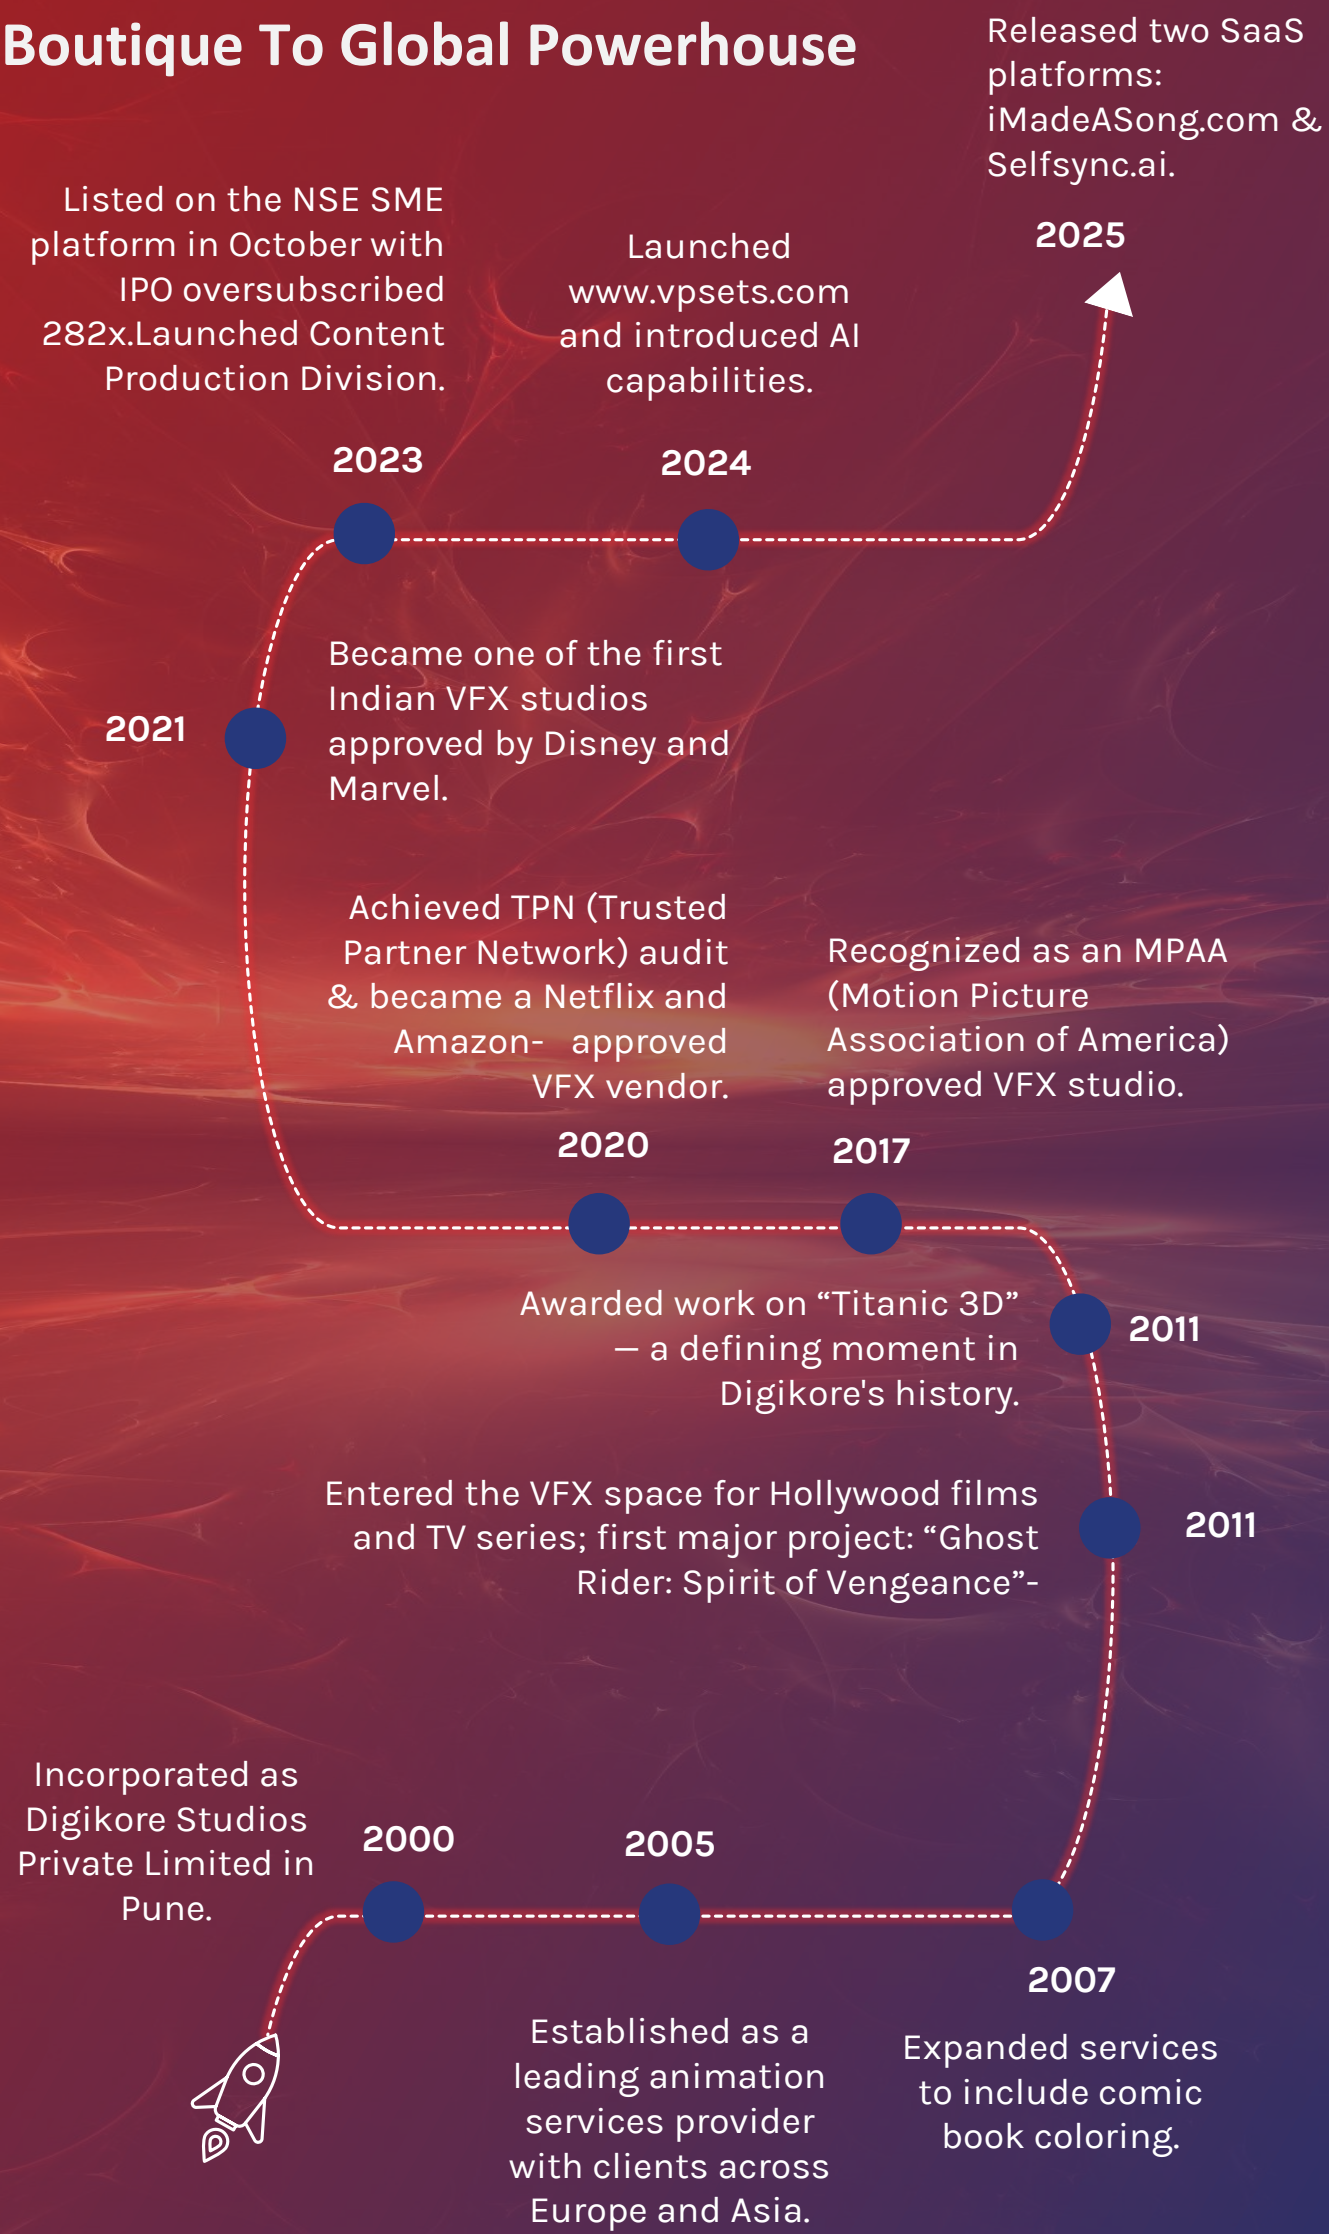 Boutique To Global Powerhouse
Released two SaaS
platforms:
iMadeASong.com &
Selfsync.ai.
2025
Listed on the NSE SME
platform in October with
IPO oversubscribed
282x.Launched Content
Production Division.
2023
Launched
www.vpsets.com
and introduced AI
capabilities.
2024
2021
Became one of the first
Indian VFX studios
approved by Disney and
Marvel.
Achieved TPN (Trusted
Partner Network) audit
& became a Netflix and
Amazon- approved
VFX vendor.
2020
Recognized as an MPAA
(Motion Picture
Association of America)
approved VFX studio.
2017
Awarded work on “Titanic 3D”
– a defining moment in
Digikore's history.
2011
Entered the VFX space for Hollywood films
and TV series; first major project: “Ghost
Rider: Spirit of Vengeance”-
2011
Incorporated as
Digikore Studios
Private Limited in
Pune.
2000
2005
Established as a
leading animation
services provider
with clients across
Europe and Asia.
2007
Expanded services
to include comic
book coloring.